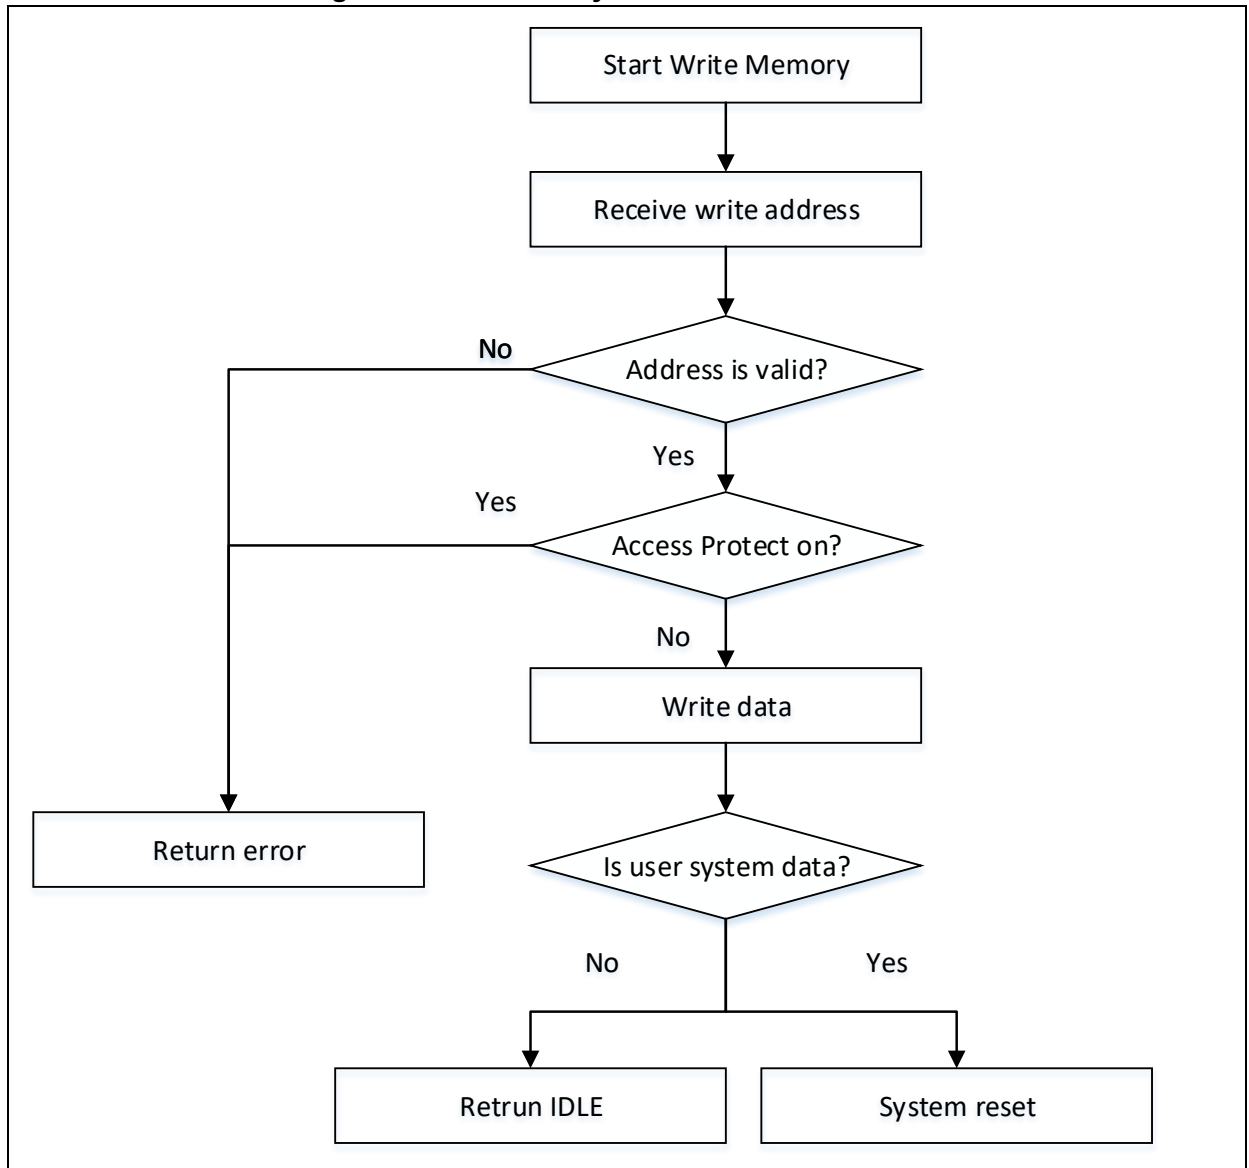 Start Write Memory
Receive write address
No
Address is valid?
Yes
Yes
Access Protect on?
No
Write data
Return error
Is user system data?
No
Yes
Retrun IDLE
System reset